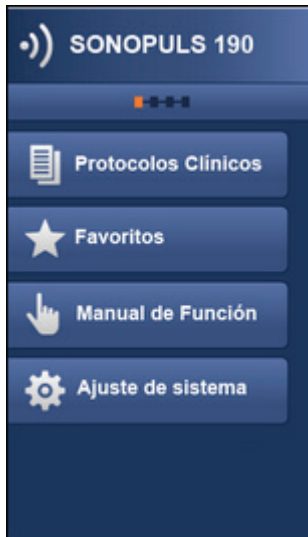 SONOPULS 190
Protocolos Clínicos
Favoritos
Manual de Función
Ajuste de sistema